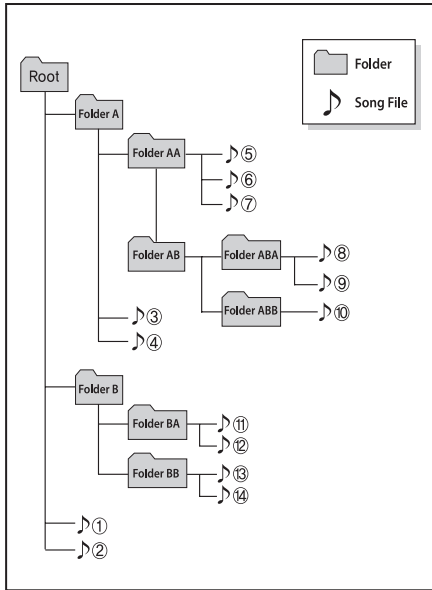 Root
Folder
Song File
Folder A
Folder AA
⑤
⑥
⑦
Folder AB
Folder ABA
⑧
⑨
Folder ABB
⑩
③
④
Folder B
Folder BA
⑪
⑫
Folder BB
⑬
⑭
①
②